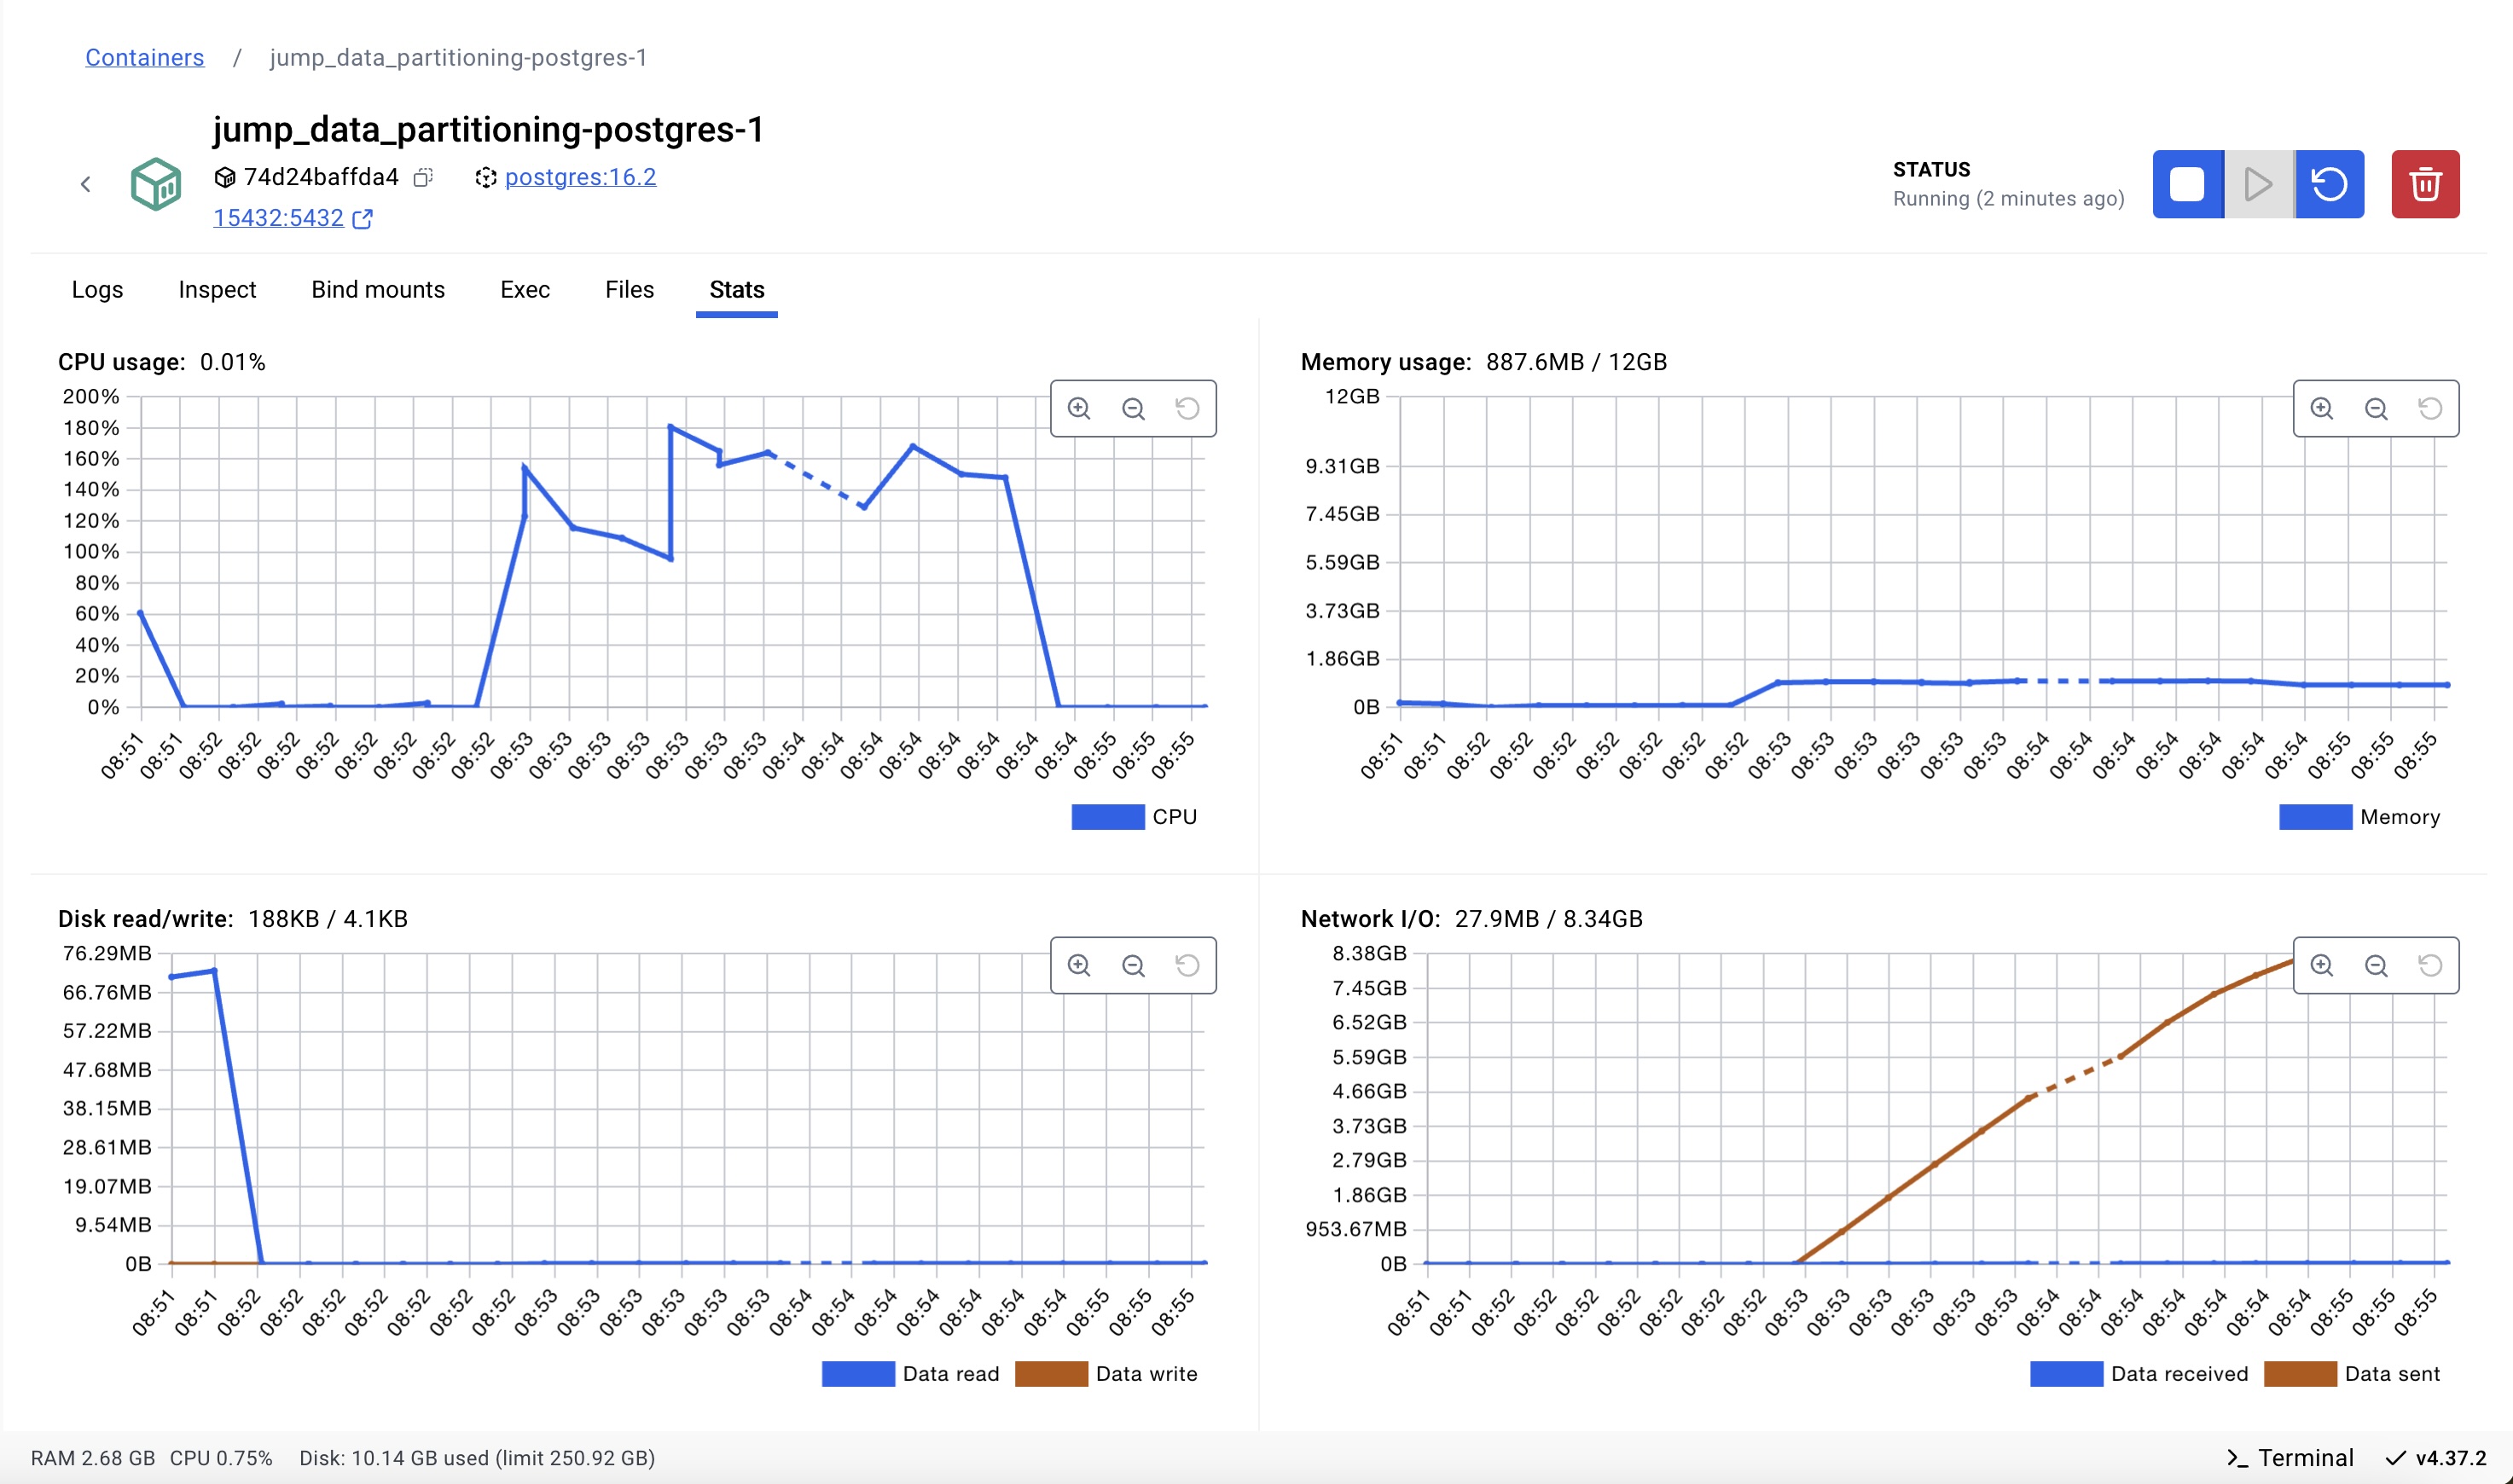 Containers / jump_data_partitioning-postgres-1
jump_data_partitioning-postgres-1
74d24baffda4 postgres:16.2
15432:5432
STATUS
Running (2 minutes ago)
Logs Inspect Bind mounts Exec Files Stats
CPU usage: 0.01%
200%
180%
160%
140%
120%
100%
80%
60%
40%
20%
0%
08:51 08:51 08:52 08:52 08:52 08:52 08:52 08:52 08:52 08:52 08:53 08:53 08:53 08:53 08:53 08:53 08:53 08:54 08:54 08:54 08:54 08:54 08:54 08:54 08:54 08:55 08:55 08:55
CPU
Memory usage: 887.6MB / 12GB
12GB
9.31GB
7.45GB
5.59GB
3.73GB
1.86GB
0B
08:51 08:51 08:52 08:52 08:52 08:52 08:52 08:52 08:52 08:53 08:53 08:53 08:53 08:53 08:53 08:54 08:54 08:54 08:54 08:54 08:54 08:54 08:55 08:55 08:55
Memory
Disk read/write: 188KB / 4.1KB
76.29MB
66.76MB
57.22MB
47.68MB
38.15MB
28.61MB
19.07MB
9.54MB
0B
08:51 08:51 08:52 08:52 08:52 08:52 08:52 08:52 08:52 08:53 08:53 08:53 08:53 08:53 08:53 08:54 08:54 08:54 08:54 08:54 08:54 08:54 08:55 08:55 08:55
Data read Data write
Network I/O: 27.9MB / 8.34GB
8.38GB
7.45GB
6.52GB
5.59GB
4.66GB
3.73GB
2.79GB
1.86GB
953.67MB
0B
08:51 08:51 08:52 08:52 08:52 08:52 08:52 08:52 08:52 08:53 08:53 08:53 08:53 08:53 08:53 08:54 08:54 08:54 08:54 08:54 08:54 08:54 08:55 08:55 08:55
Data received Data sent
RAM 2.68 GB CPU 0.75% Disk: 10.14 GB used (limit 250.92 GB)
Terminal v4.37.2